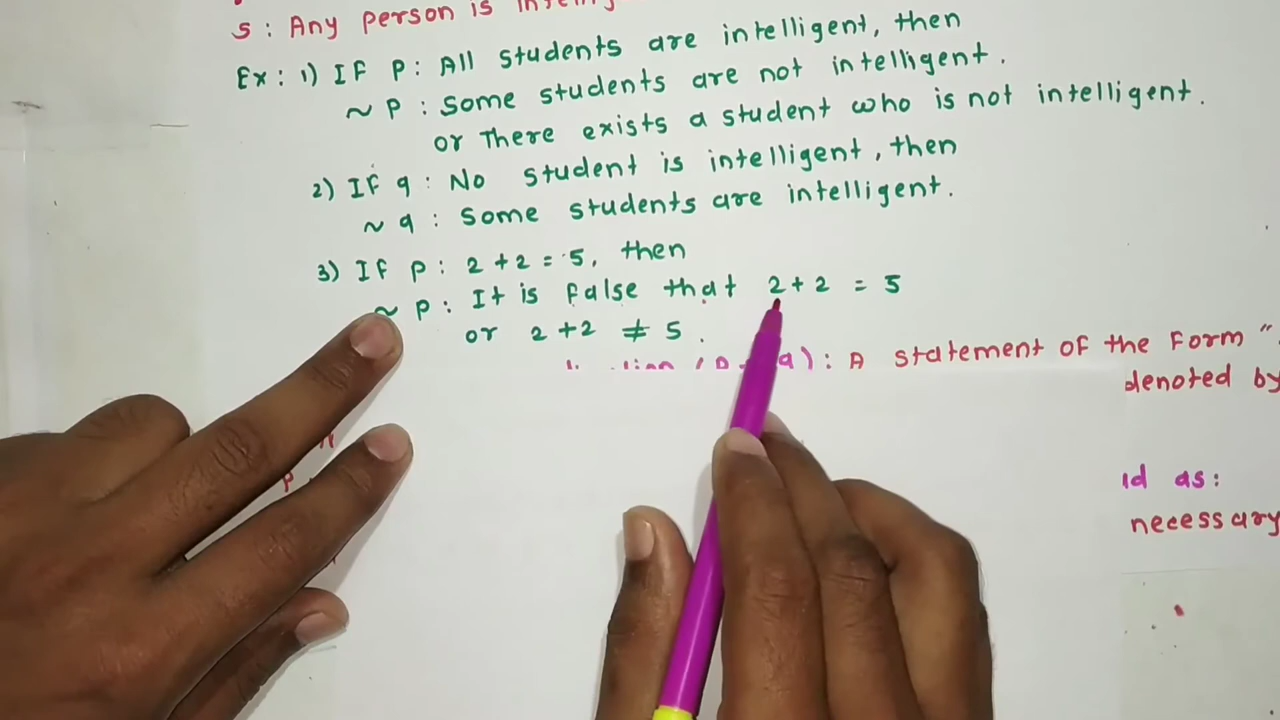 s: Any person is
Ex: 1) If P: All students are intelligent, then
~ P: Some students are not intelligent.
or There exists a student who is not intelligent.
2) If q: No student is intelligent, then
~ q: Some students are intelligent.
3) If p: 2+2=5, then
~ p: It is false that 2+2 = 5
or 2+2 ≠ 5.
A statement of the Form "
denoted by
as:
necessary